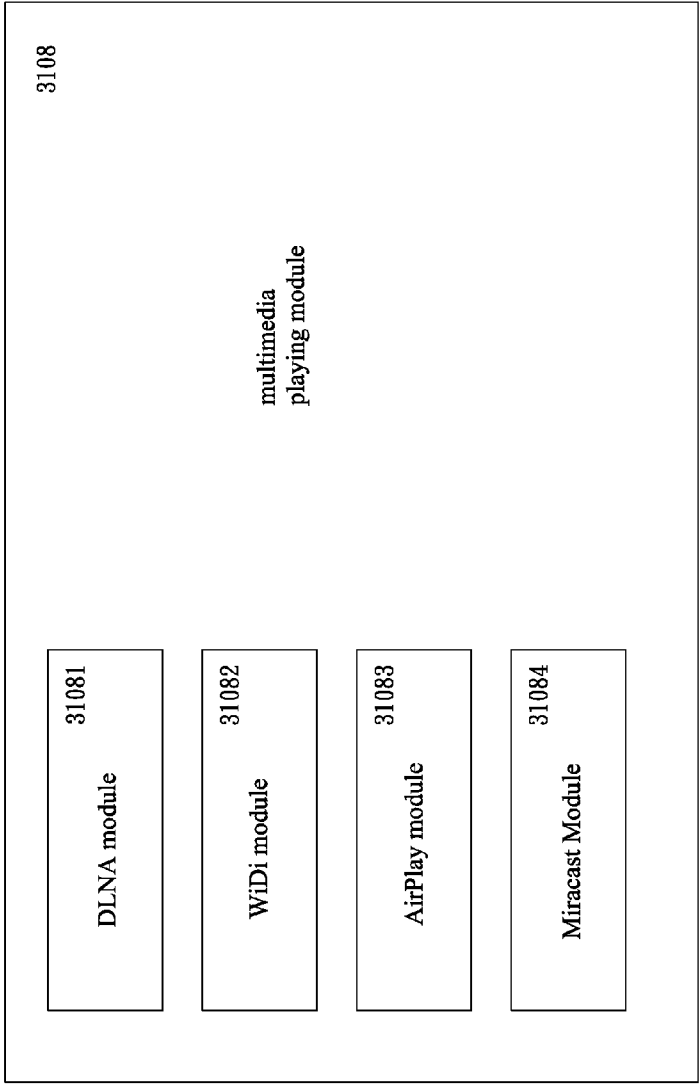 3108
multimedia
playing module
31081
DLNA module
31082
WiDi module
31083
AirPlay module
31084
Miracast Module